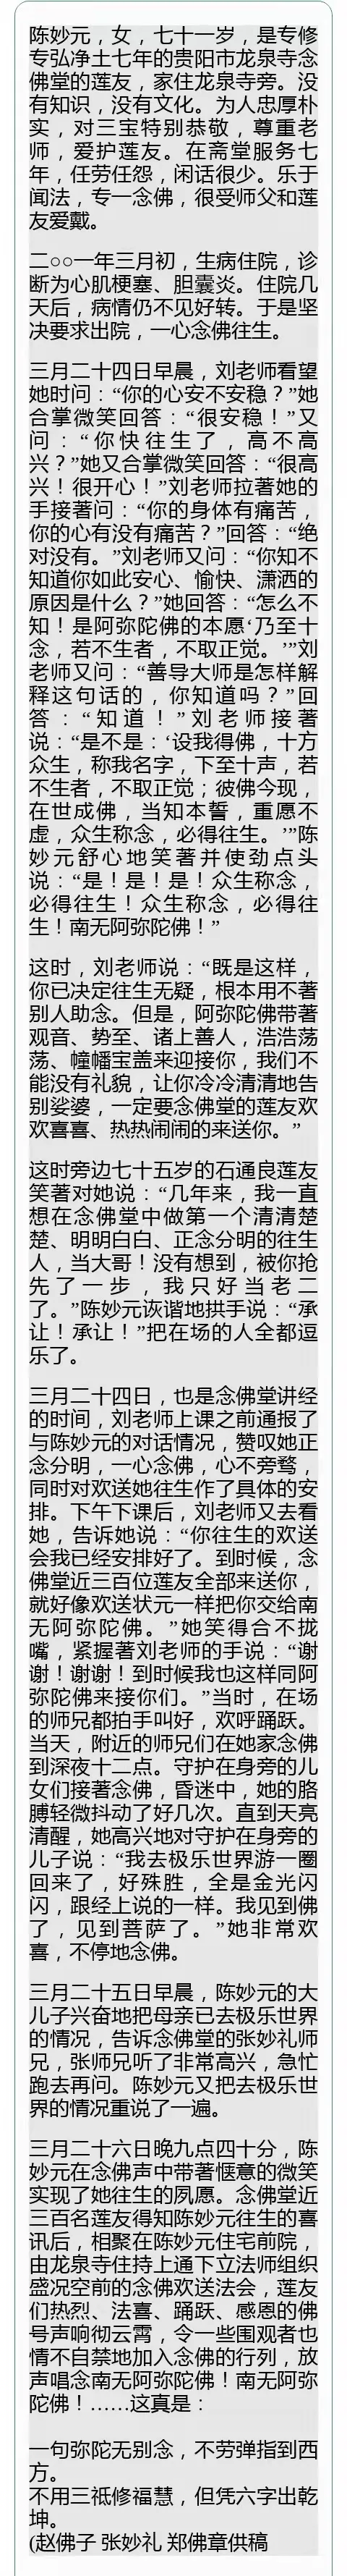 陈妙元，女，七十一岁，是专修
专弘净土七年的贵阳市龙泉寺念
佛堂的莲友，家住龙泉寺旁。没
有知识，没有文化。为人忠厚朴
实，对三宝特别恭敬，尊重老
师，爱护莲友。在斋堂服务七
年，任劳任怨，闲话很少。乐于
闻法，专一念佛，很受师父和莲
友爱戴。
二○○一年三月初，生病住院，诊
断为心肌梗塞、胆囊炎。住院几
天后，病情仍不见好转。于是坚
决要求出院，一心念佛往生。
三月二十四日早晨，刘老师看望
她时问：“你的心安不安稳？”她
合掌微笑回答：“很安稳！”又
问：“你快往生了，高不高
兴？”她又合掌微笑回答：“很高
兴！很开心！”刘老师拉著她的
手接著问：“你的身体有痛苦，
你的心有没有痛苦？”回答：“绝
对没有。”刘老师又问：“你知不
知道你如此安心、愉快、潇洒的
原因是什么？”她回答：“怎么不
知！是阿弥陀佛的本愿‘乃至十
念，若不生者，不取正觉。’”刘
老师又问：“善导大师是怎样解
释这句话的，你知道吗？”回
答：“知道！”刘老师接著
说：“是不是：‘设我得佛，十方
众生，称我名字，下至十声，若
不生者，不取正觉；彼佛今现，
在世成佛，当知本誓，重愿不
虚，众生称念，必得往生。’”陈
妙元舒心地笑著并使劲点头
说：“是！是！是！众生称念，
必得往生！众生称念，必得往
生！南无阿弥陀佛！”
这时，刘老师说：“既是这样，
你已决定往生无疑，根本用不著
别人助念。但是，阿弥陀佛带著
观音、势至、诸上善人，浩浩荡
荡、幢幡宝盖来迎接你，我们不
能没有礼貌，让你冷冷清清地告
别娑婆，一定要念佛堂的莲友欢
欢喜喜、热热闹闹的来送你。”
这时旁边七十五岁的石通良莲友
笑著对她说：“几年来，我一直
想在念佛堂中做第一个清清楚
楚、明明白白、正念分明的往生
人，当大哥！没有想到，被你抢
先了一步，我只好当老二
了。”陈妙元诙谐地拱手说：“承
让！承让！”把在场的人全都逗
乐了。
三月二十四日，也是念佛堂讲经
的时间，刘老师上课之前通报了
与陈妙元的对话情况，赞叹她正
念分明，一心念佛，心不旁骛，
同时对欢送她往生作了具体的安
排。下午下课后，刘老师又去看
她，告诉她说：“你往生的欢送
会我已经安排好了。到时候，念
佛堂近三百位莲友全部来送你，
就好像欢送状元一样把你交给南
无阿弥陀佛。”她笑得合不拢
嘴，紧握著刘老师的手说：“谢
谢！谢谢！到时候我也这样同阿
弥陀佛来接你们。”当时，在场
的师兄都拍手叫好，欢呼踊跃。
当天，附近的师兄们在她家念佛
到深夜十二点。守护在身旁的儿
女们接著念佛，昏迷中，她的胳
膊轻微抖动了好几次。直到天亮
清醒，她高兴地对守护在身旁的
儿子说：“我去极乐世界游一圈
回来了，好殊胜，全是金光闪
闪，跟经上说的一样。我见到佛
了，见到菩萨了。”她非常欢
喜，不停地念佛。
三月二十五日早晨，陈妙元的大
儿子兴奋地把母亲已去极乐世界
的情况，告诉念佛堂的张妙礼师
兄，张师兄听了非常高兴，急忙
跑去再问。陈妙元又把去极乐世
界的情况重说了一遍。
三月二十六日晚九点四十分，陈
妙元在念佛声中带著惬意的微笑
实现了她往生的夙愿。念佛堂近
三百名莲友得知陈妙元往生的喜
讯后，相聚在陈妙元住宅前院，
由龙泉寺住持上通下立法师组织
盛况空前的念佛欢送法会，莲友
们热烈、法喜、踊跃、感恩的佛
号声响彻云霄，令一些围观者也
情不自禁地加入念佛的行列，放
声唱念南无阿弥陀佛！南无阿弥
陀佛！……这真是：
一句弥陀无别念，不劳弹指到西
方。
不用三祗修福慧，但凭六字出乾
坤。
(赵佛子 张妙礼 郑佛章供稿